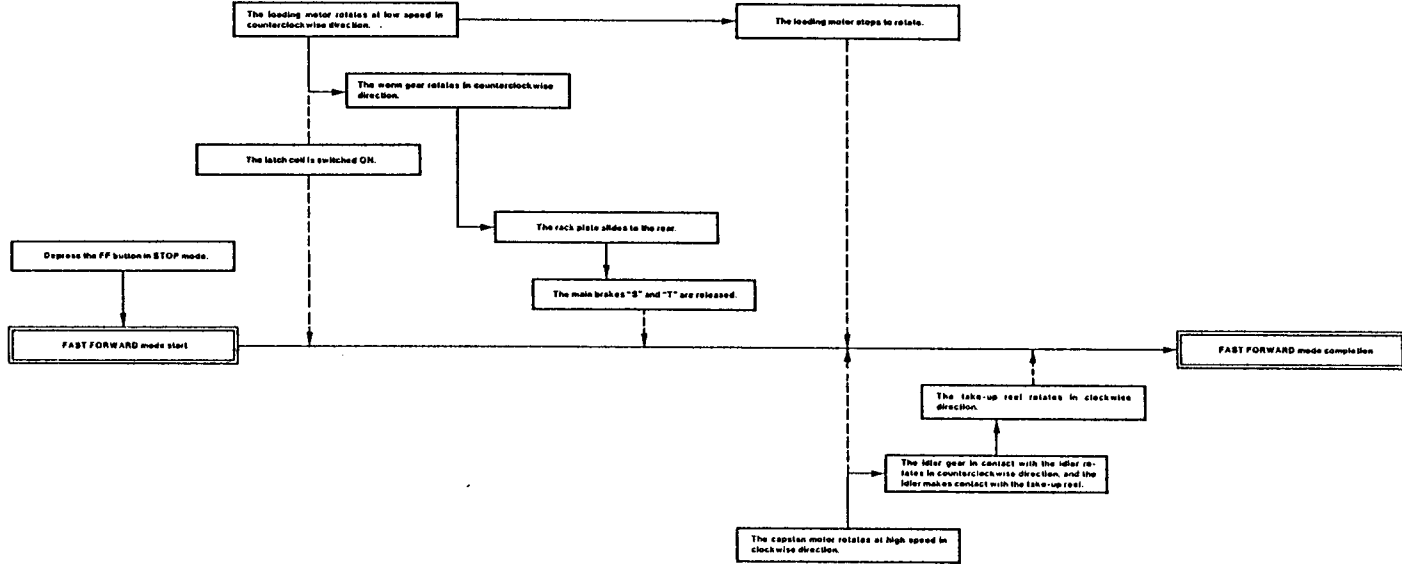 The loading motor rotates at low speed in
counterclockwise direction.
The loading motor stops to rotate.
The worm gear rotates in counterclockwise
direction.
The latch coil is switched ON.
The rack plate slides to the rear.
Depress the FF button in STOP mode.
The main brakes "S" and "T" are released.
FAST FORWARD mode start
FAST FORWARD mode completion
The take-up reel rotates in clockwise
direction.
The idler gear in contact with the idler ro-
tates in counterclockwise direction, and the
idler makes contact with the take-up reel.
The capstan motor rotates at high speed in
clockwise direction.